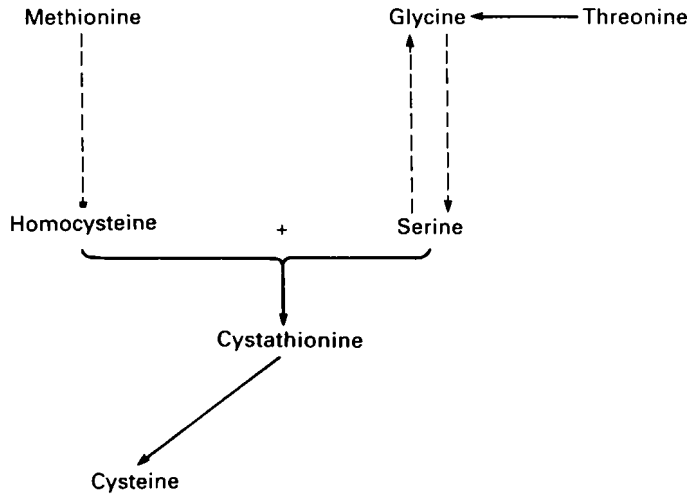 Methionine
Glycine
Threonine
Homocysteine
+
Serine
Cystathionine
Cysteine